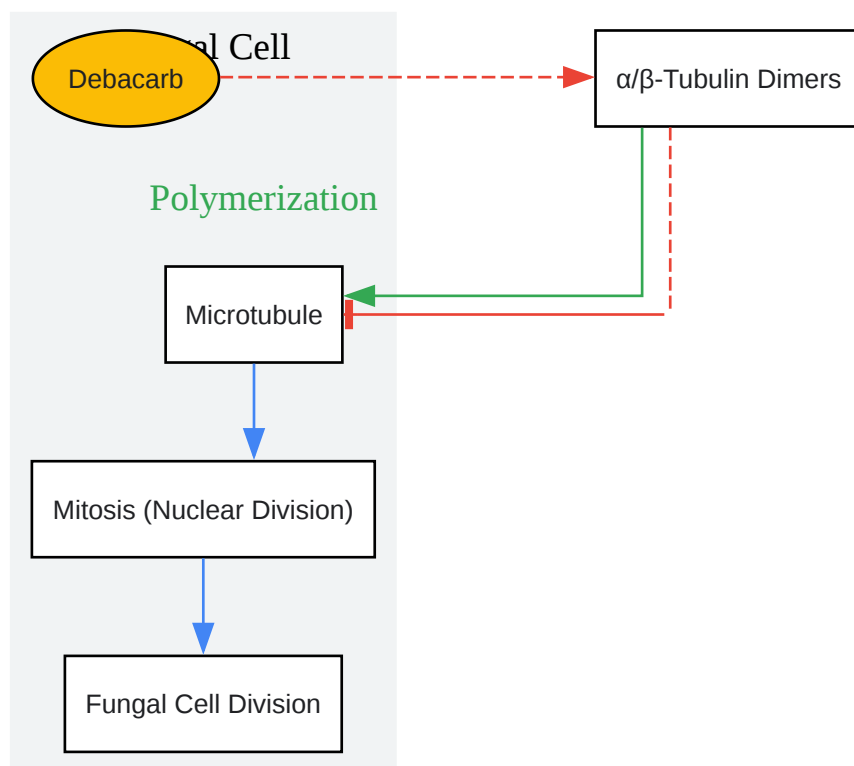 al Cell
Debacarb
α/β-Tubulin Dimers
Polymerization
Microtubule
Mitosis (Nuclear Division)
Fungal Cell Division